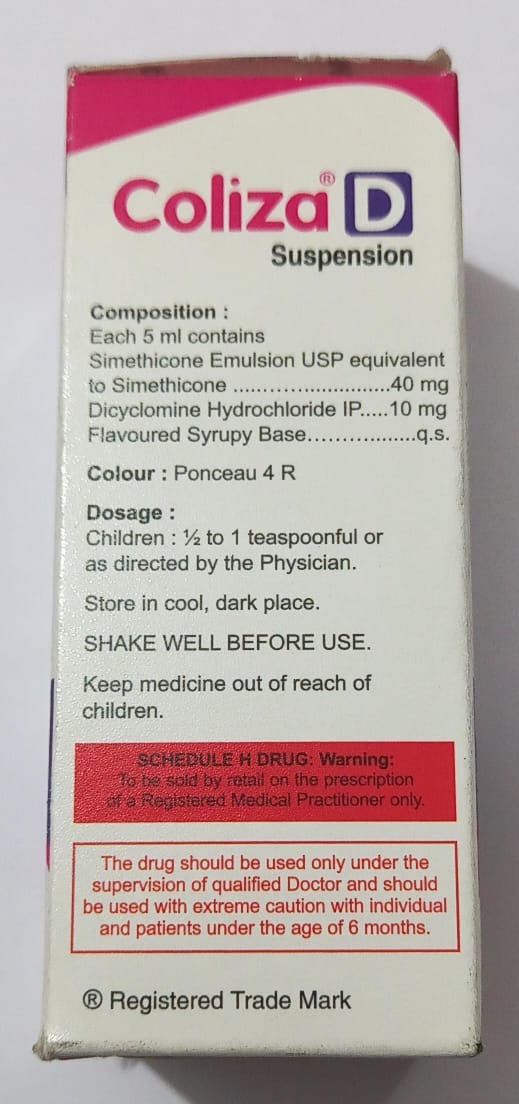 Coliza® D
Suspension
Composition :
Each 5 ml contains
Simethicone Emulsion USP equivalent
to Simethicone ............................40 mg
Dicyclomine Hydrochloride IP.....10 mg
Flavoured Syrupy Base...................q.s.
Colour : Ponceau 4 R
Dosage :
Children : ½ to 1 teaspoonful or
as directed by the Physician.
Store in cool, dark place.
SHAKE WELL BEFORE USE.
Keep medicine out of reach of
children.
SCHEDULE H DRUG: Warning:
To be sold by retail on the prescription
of a Registered Medical Practitioner only.
The drug should be used only under the
supervision of qualified Doctor and should
be used with extreme caution with individual
and patients under the age of 6 months.
® Registered Trade Mark